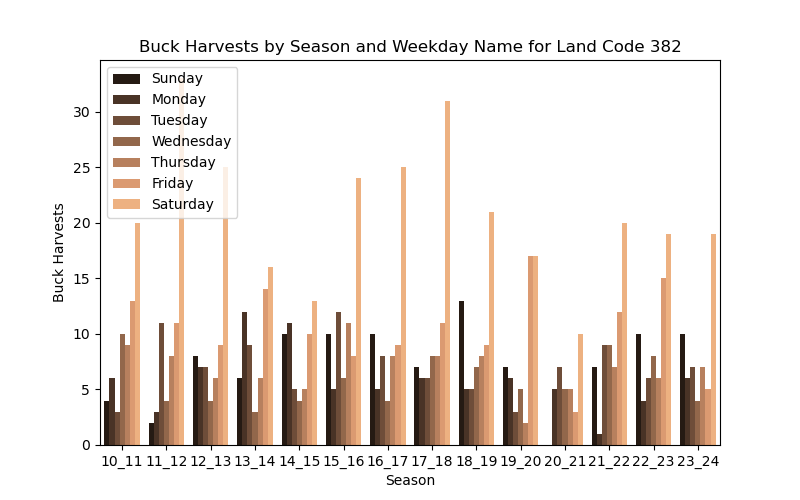 Buck Harvests by Season and Weekday Name for Land Code 382
Sunday
Monday
Tuesday
Wednesday
Thursday
Friday
Saturday
Buck Harvests
30
25
20
15
10
5
0
10_11 11_12 12_13 13_14 14_15 15_16 16_17 17_18 18_19 19_20 20_21 21_22 22_23 23_24
Season